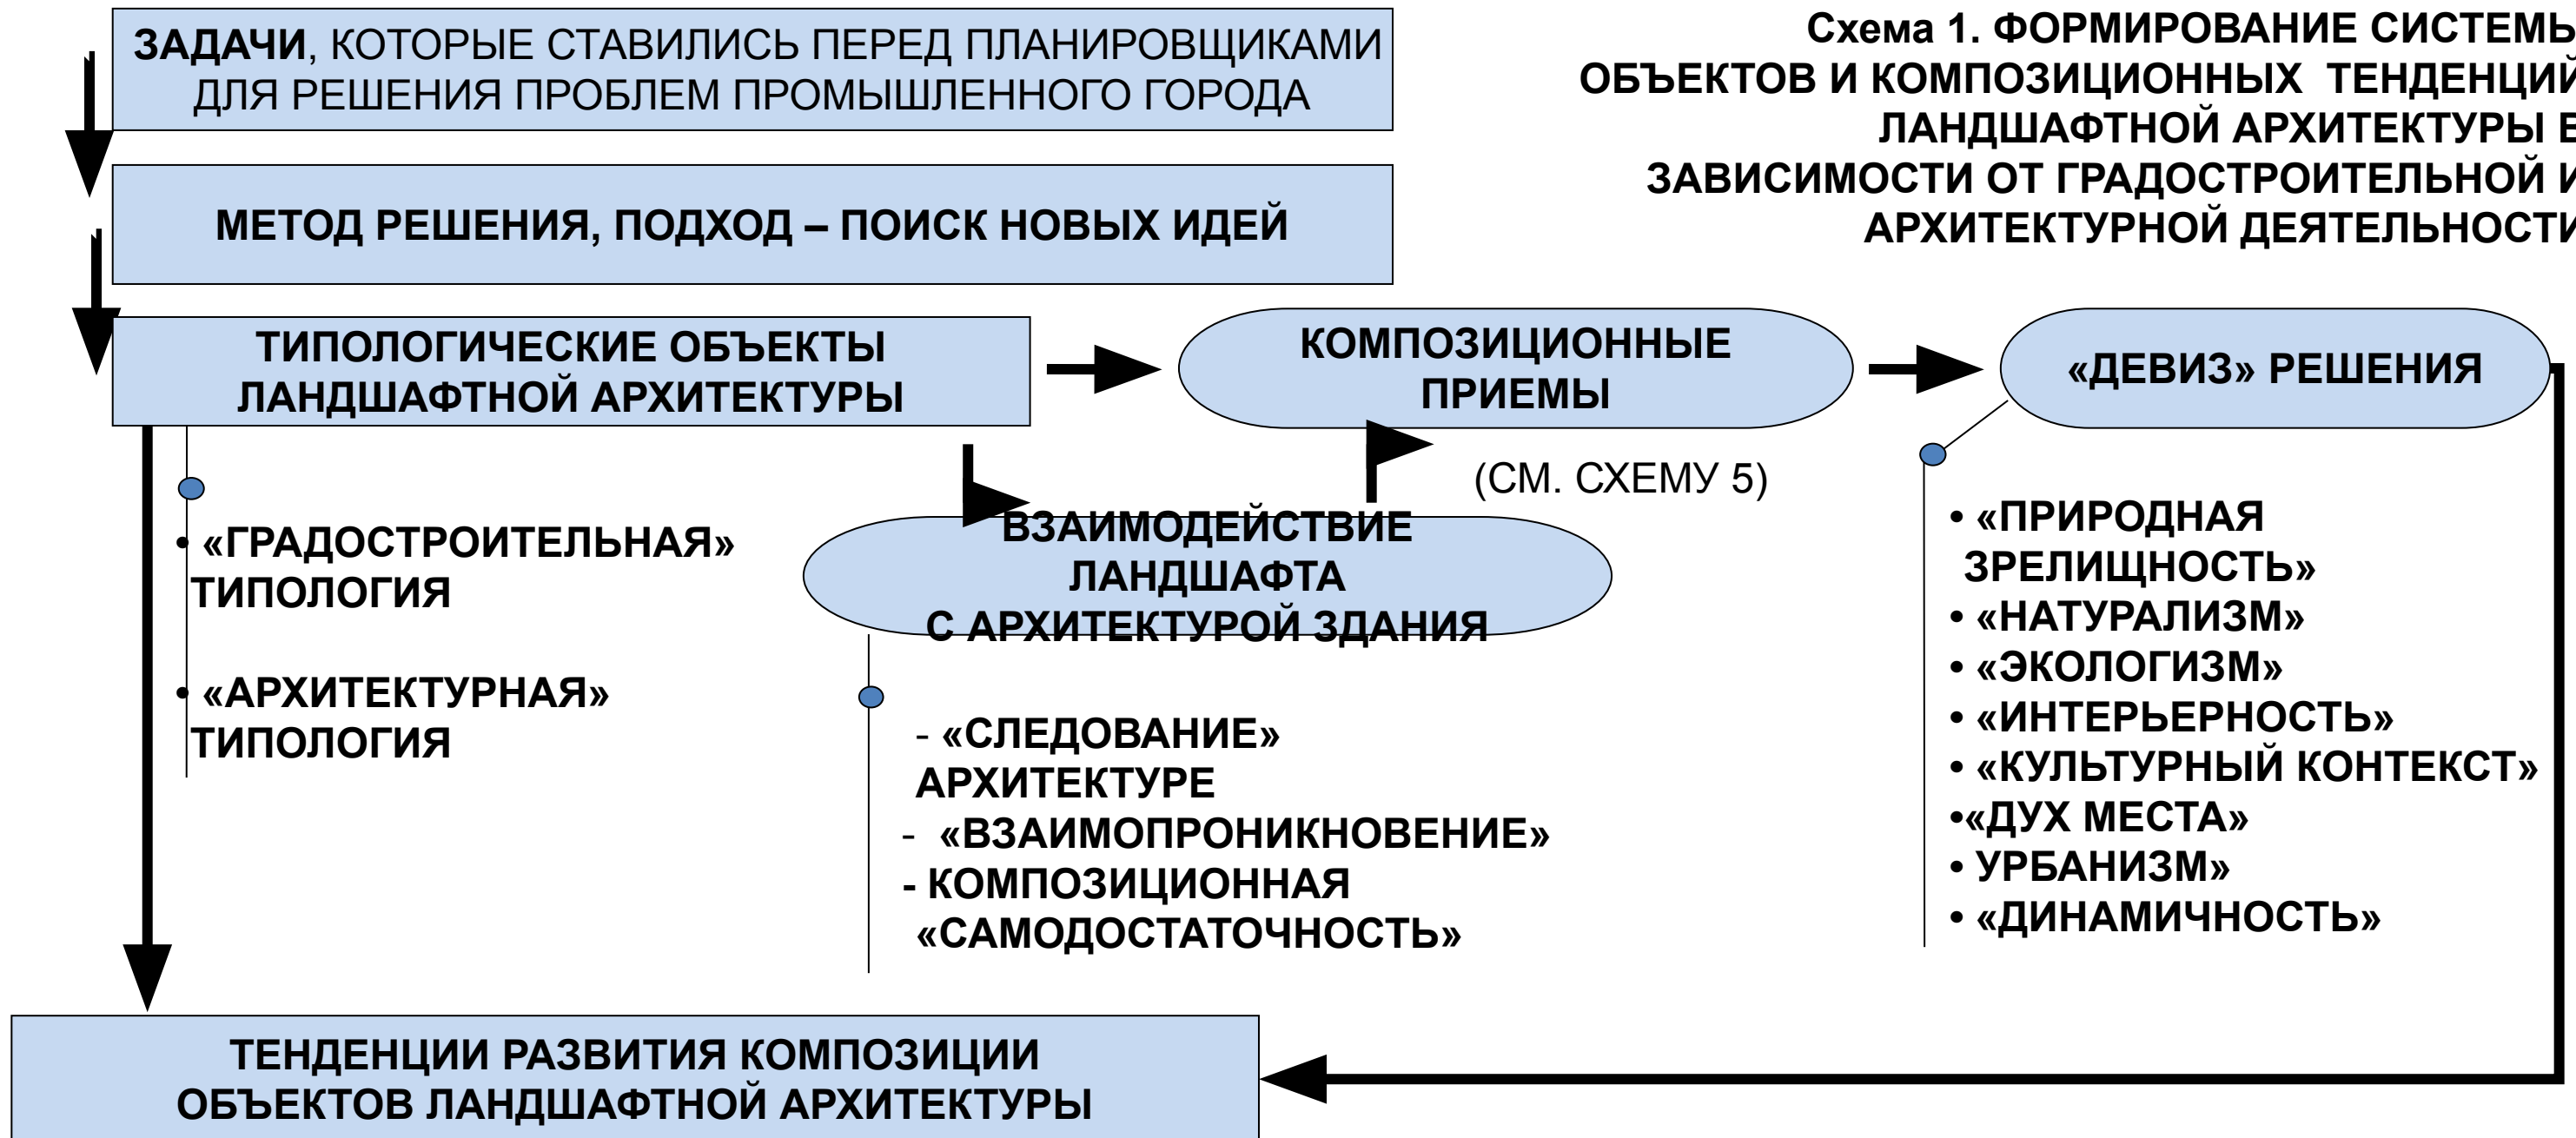 ЗАДАЧИ, КОТОРЫЕ СТАВИЛИСЬ ПЕРЕД ПЛАНИРОВЩИКАМИ
ДЛЯ РЕШЕНИЯ ПРОБЛЕМ ПРОМЫШЛЕННОГО ГОРОДА
Схема 1. ФОРМИРОВАНИЕ СИСТЕМЫ
ОБЪЕКТОВ И КОМПОЗИЦИОННЫХ ТЕНДЕНЦИЙ
ЛАНДШАФТНОЙ АРХИТЕКТУРЫ В
ЗАВИСИМОСТИ ОТ ГРАДОСТРОИТЕЛЬНОЙ И
АРХИТЕКТУРНОЙ ДЕЯТЕЛЬНОСТИ
МЕТОД РЕШЕНИЯ, ПОДХОД – ПОИСК НОВЫХ ИДЕЙ
ТИПОЛОГИЧЕСКИЕ ОБЪЕКТЫ
ЛАНДШАФТНОЙ АРХИТЕКТУРЫ
КОМПОЗИЦИОННЫЕ
ПРИЕМЫ
«ДЕВИЗ» РЕШЕНИЯ
(СМ. СХЕМУ 5)
• «ГРАДОСТРОИТЕЛЬНАЯ»
ТИПОЛОГИЯ
• «АРХИТЕКТУРНАЯ»
ТИПОЛОГИЯ
ВЗАИМОДЕЙСТВИЕ
ЛАНДШАФТА
С АРХИТЕКТУРОЙ ЗДАНИЯ
- «СЛЕДОВАНИЕ»
АРХИТЕКТУРЕ
- «ВЗАИМОПРОНИКНОВЕНИЕ»
- КОМПОЗИЦИОННАЯ
«САМОДОСТАТОЧНОСТЬ»
• «ПРИРОДНАЯ
ЗРЕЛИЩНОСТЬ»
• «НАТУРАЛИЗМ»
• «ЭКОЛОГИЗМ»
• «ИНТЕРЬЕРНОСТЬ»
• «КУЛЬТУРНЫЙ КОНТЕКСТ»
•«ДУХ МЕСТА»
• УРБАНИЗМ»
• «ДИНАМИЧНОСТЬ»
ТЕНДЕНЦИИ РАЗВИТИЯ КОМПОЗИЦИИ
ОБЪЕКТОВ ЛАНДШАФТНОЙ АРХИТЕКТУРЫ